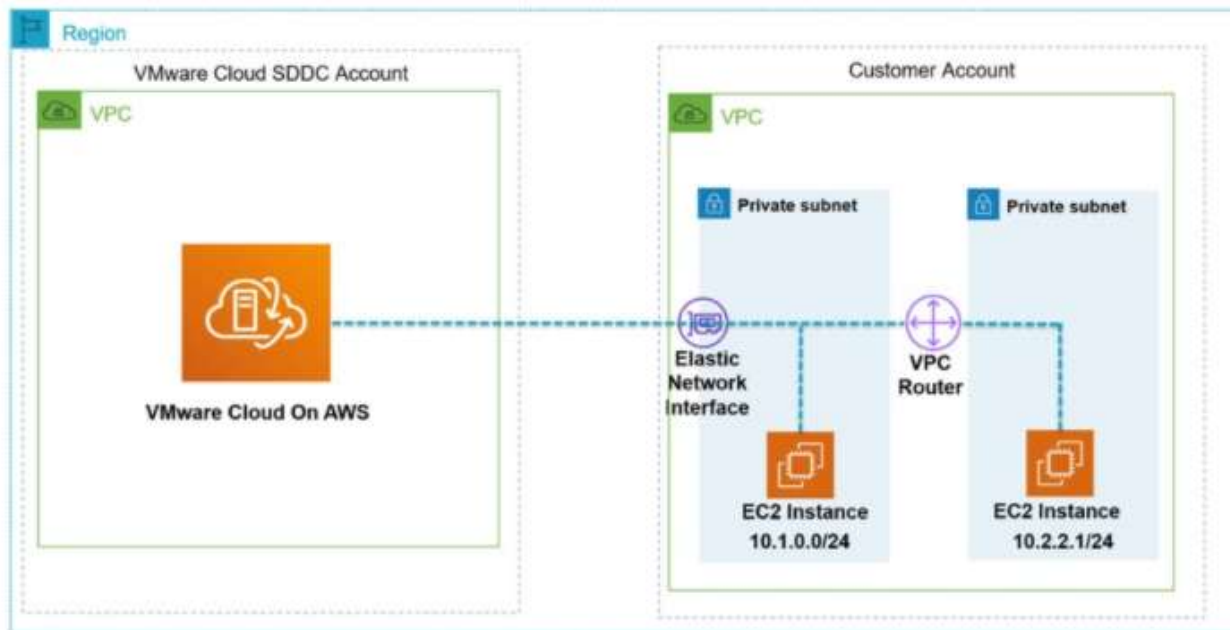 Region
VMware Cloud SDDC Account
VPC
VMware Cloud On AWS
Customer Account
VPC
Private subnet
Private subnet
Elastic
Network
Interface
VPC
Router
EC2 Instance
10.1.0.0/24
EC2 Instance
10.2.2.1/24